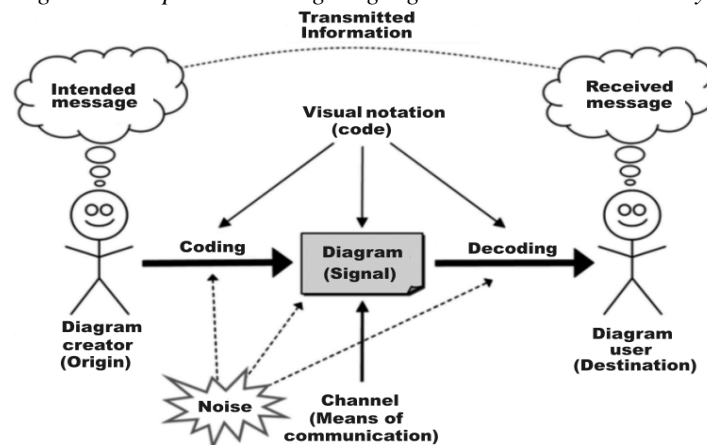 Transmitted
Information
Intended
message
Received
message
Visual notation
(code)
Coding
Diagram
(Signal)
Decoding
Diagram
creator
(Origin)
Diagram
user
(Destination)
Noise
Channel
(Means of
communication)